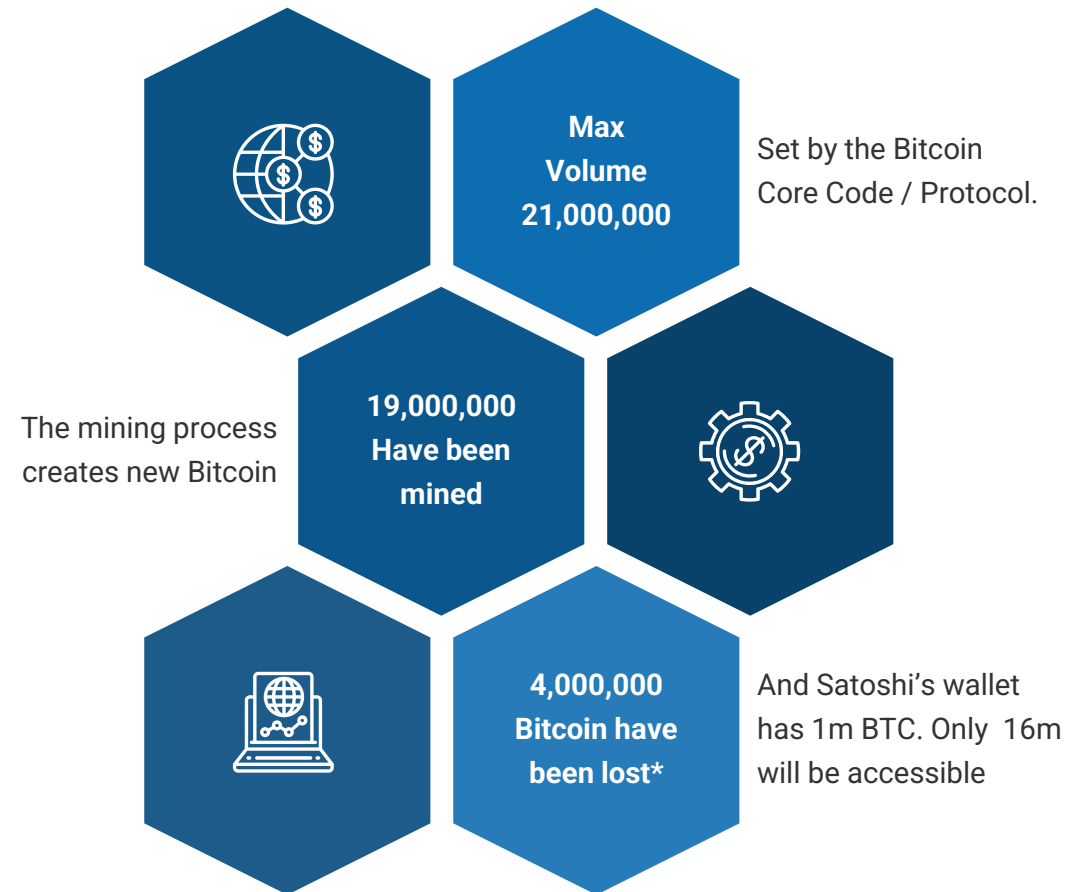 Max
Volume
21,000,000
Set by the Bitcoin
Core Code / Protocol.
The mining process
creates new Bitcoin
19,000,000
Have been
mined
4,000,000
Bitcoin have
been lost*
And Satoshi’s wallet
has 1m BTC. Only 16m
will be accessible